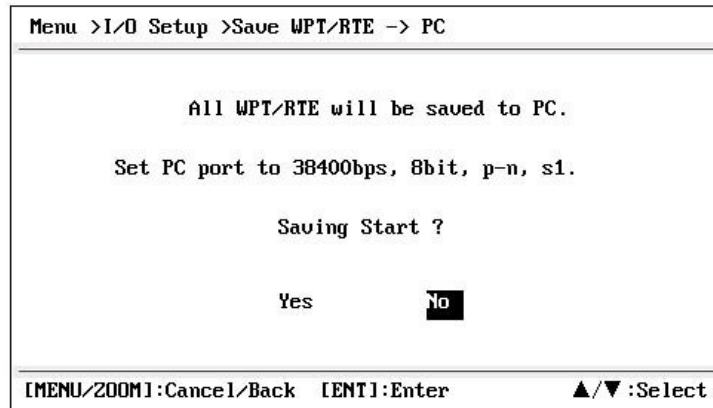 Menu >I/O Setup >Save WPT/RTE -> PC
All WPT/RTE will be saved to PC.
Set PC port to 38400bps, 8bit, p-n, s1.
Saving Start ?
Yes No
[MENU/ZOOM]:Cancel/Back [ENT]:Enter ▲/▼:Select